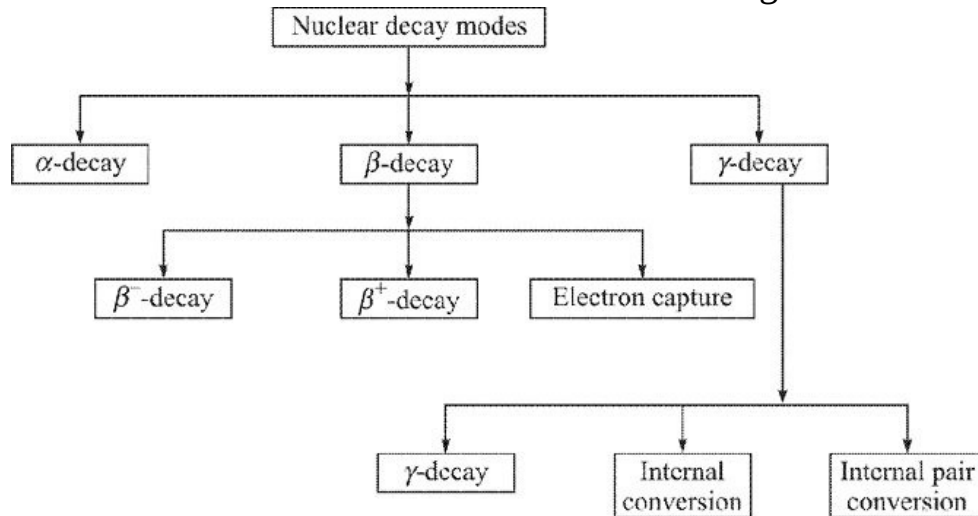 Nuclear decay modes
α-decay
β-decay
γ-decay
β⁻-decay
β⁺-decay
Electron capture
γ-decay
Internal
conversion
Internal pair
conversion